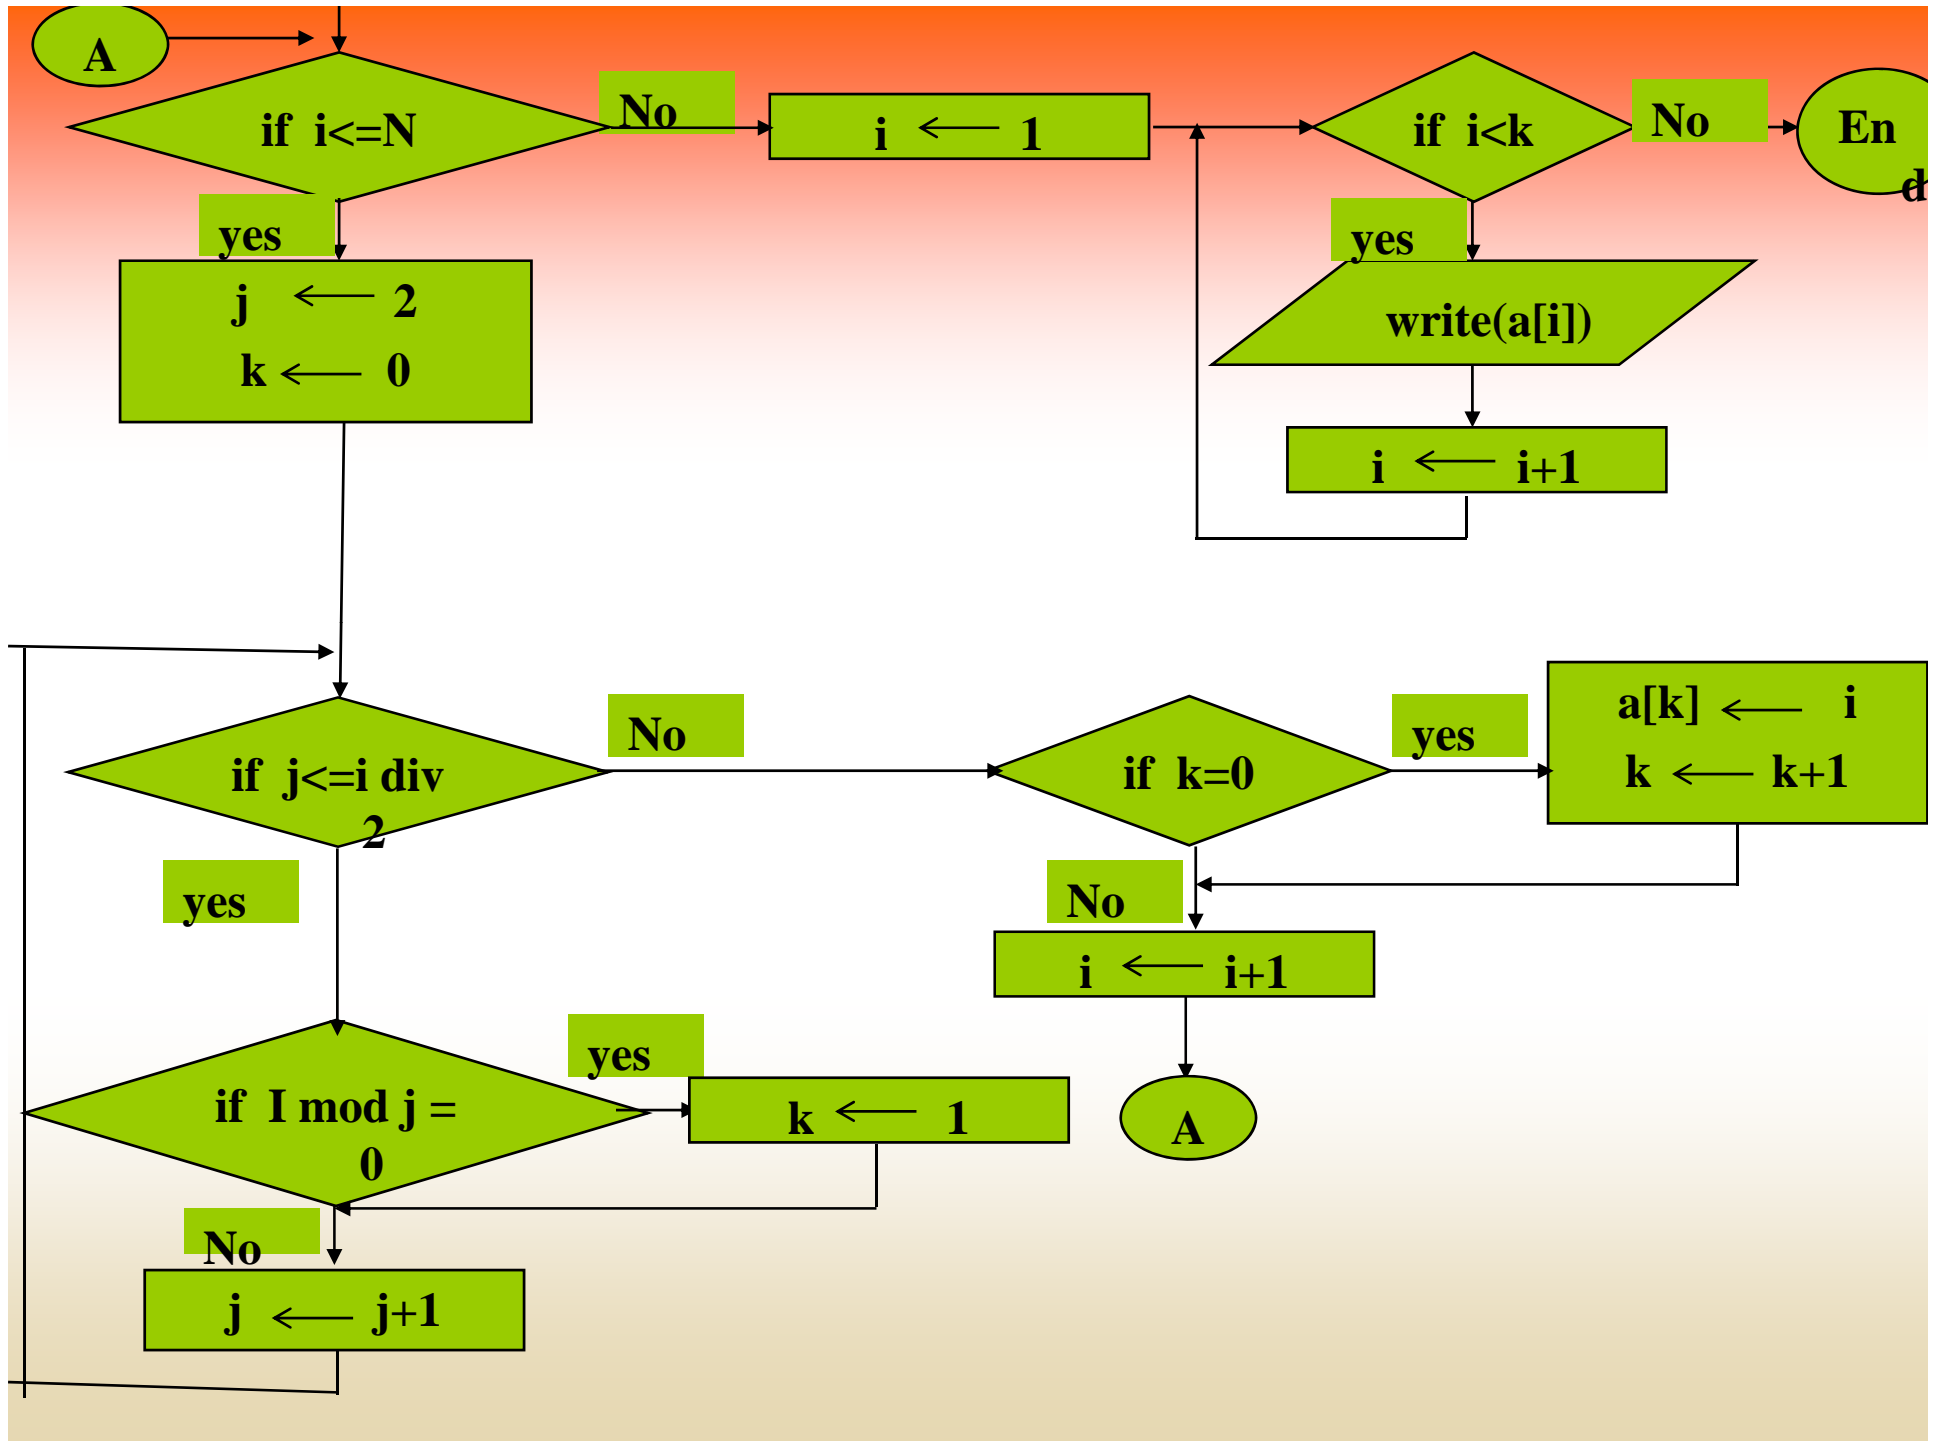 A
if i<=N
No
i ← 1
if i<k
No
En
d
yes
j ← 2
k ← 0
yes
write(a[i])
i ← i+1
if j<=i div
2
No
if k=0
yes
a[k] ← i
k ← k+1
yes
No
i ← i+1
if I mod j =
0
yes
k ← 1
A
No
j ← j+1